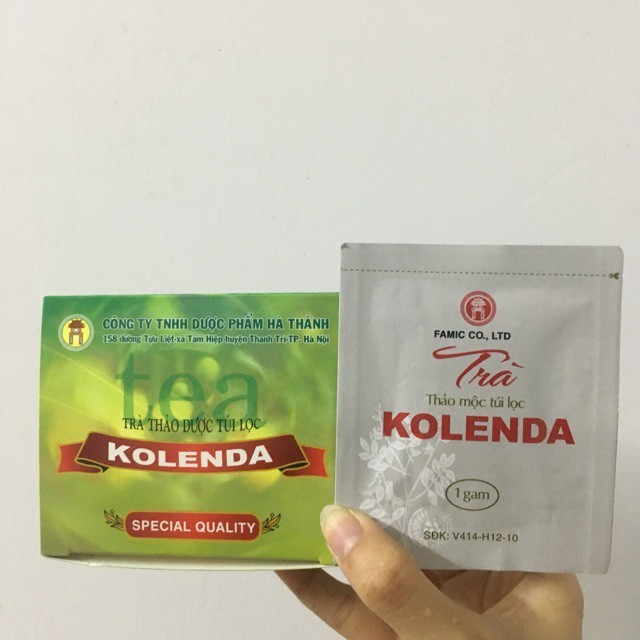 CÔNG TY TNHH DƯỢC PHẨM HÀ THÀNH
158 đường Tựu Liệt-xã Tam Hiệp-huyện Thanh Trì-TP. Hà Nội
tea
TRÀ THẢO DƯỢC TÚI LỌC
KOLENDA
SPECIAL QUALITY
FAMIC CO., LTD
Trà
Thảo mộc túi lọc
KOLENDA
1 gam
SĐK: V414-H12-10